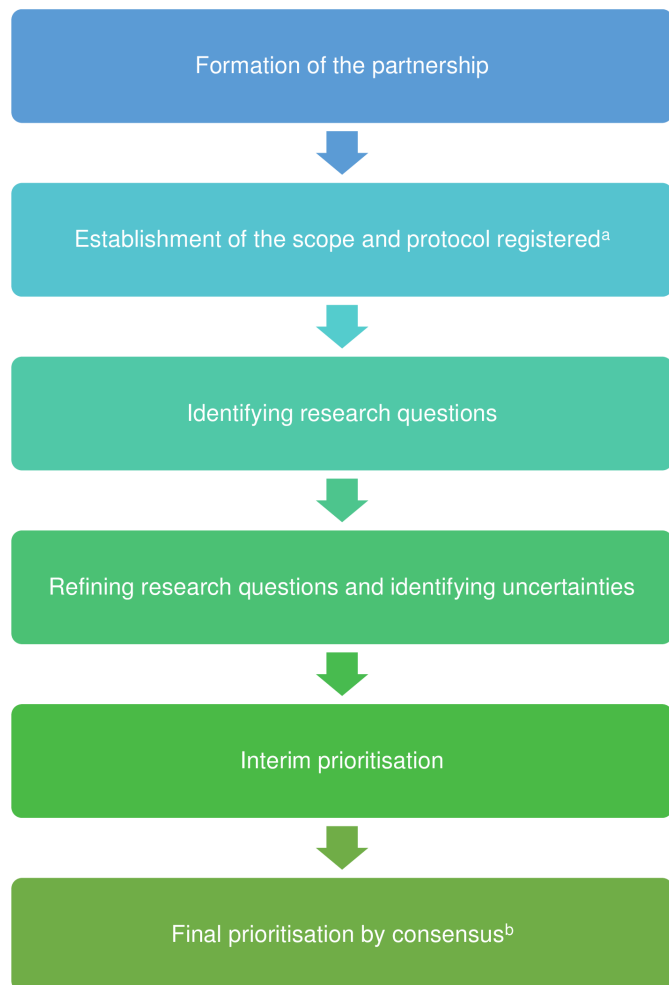 Formation of the partnership
Establishment of the scope and protocol registeredᵃ
Identifying research questions
Refining research questions and identifying uncertainties
Interim prioritisation
Final prioritisation by consensusᵇ